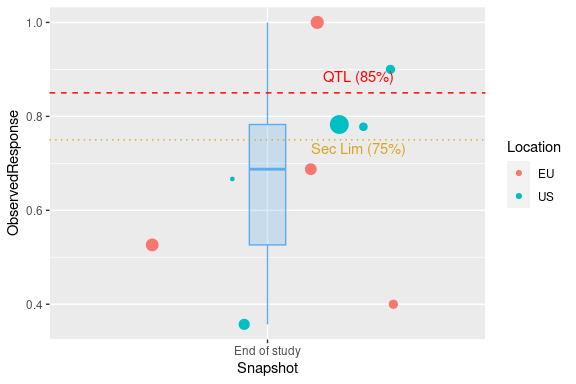 1.0
0.8
0.6
0.4
ObservedResponse
QTL (85%)
Sec Lim (75%)
End of study
Snapshot
Location
EU
US